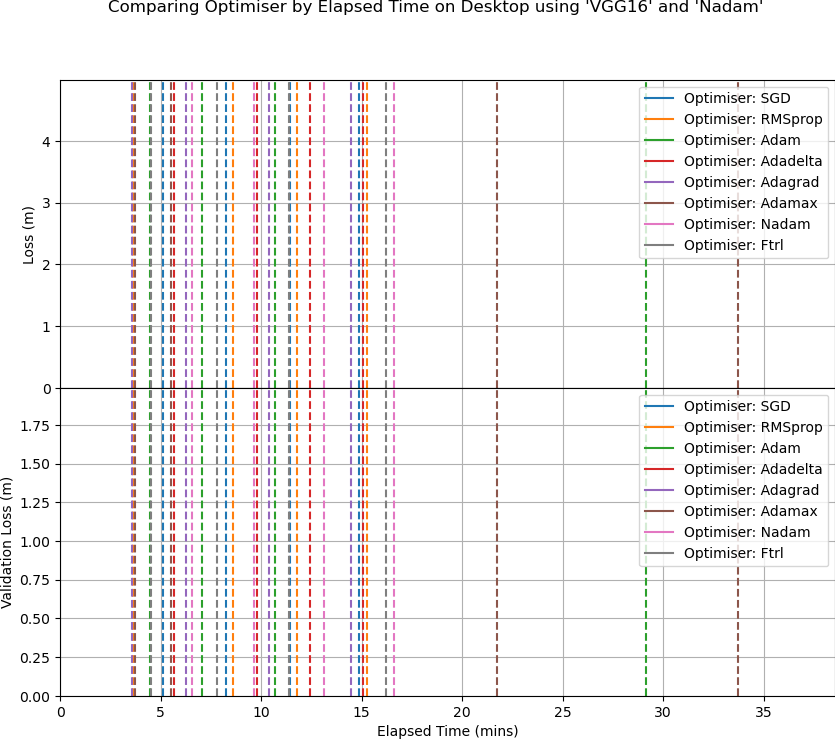 Comparing Optimiser by Elapsed Time on Desktop using 'VGG16' and 'Nadam'
Loss (m)
4
3
2
1
0
Optimiser: SGD
Optimiser: RMSprop
Optimiser: Adam
Optimiser: Adadelta
Optimiser: Adagrad
Optimiser: Adamax
Optimiser: Nadam
Optimiser: Ftrl
Validation Loss (m)
1.75
1.50
1.25
1.00
0.75
0.50
0.25
0.00
Optimiser: SGD
Optimiser: RMSprop
Optimiser: Adam
Optimiser: Adadelta
Optimiser: Adagrad
Optimiser: Adamax
Optimiser: Nadam
Optimiser: Ftrl
0 5 10 15 20 25 30 35
Elapsed Time (mins)